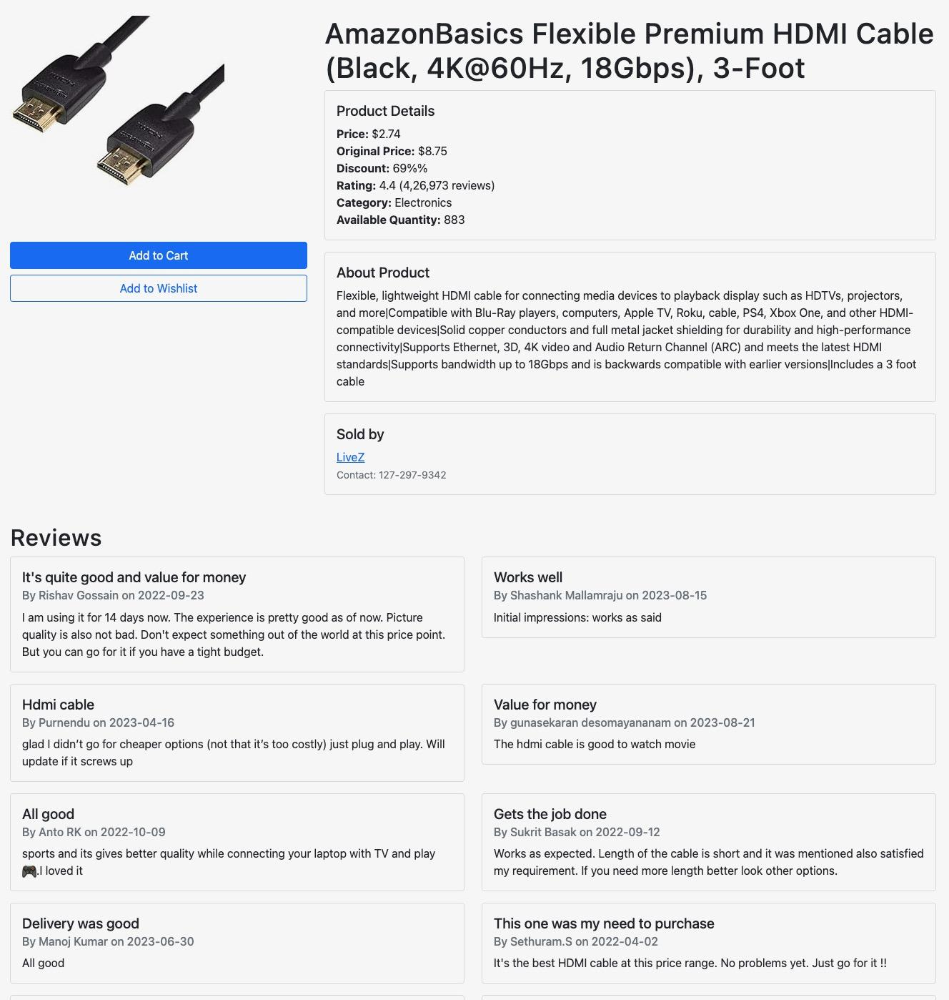 AmazonBasics Flexible Premium HDMI Cable
(Black, 4K@60Hz, 18Gbps), 3-Foot
Product Details
Price: $2.74
Original Price: $8.75
Discount: 69%%
Rating: 4.4 (4,26,973 reviews)
Category: Electronics
Available Quantity: 883
Add to Cart
Add to Wishlist
About Product
Flexible, lightweight HDMI cable for connecting media devices to playback display such as HDTVs, projectors,
and more|Compatible with Blu-Ray players, computers, Apple TV, Roku, cable, PS4, Xbox One, and other HDMI-
compatible devices|Solid copper conductors and full metal jacket shielding for durability and high-performance
connectivity|Supports Ethernet, 3D, 4K video and Audio Return Channel (ARC) and meets the latest HDMI
standards|Supports bandwidth up to 18Gbps and is backwards compatible with earlier versions|Includes a 3 foot
cable
Sold by
LiveZ
Contact: 127-297-9342
Reviews
It's quite good and value for money
By Rishav Gossain on 2022-09-23
I am using it for 14 days now. The experience is pretty good as of now. Picture
quality is also not bad. Don't expect something out of the world at this price point.
But you can go for it if you have a tight budget.
Works well
By Shashank Mallamraju on 2023-08-15
Initial impressions: works as said
Hdmi cable
By Purnendu on 2023-04-16
glad I didn’t go for cheaper options (not that it’s too costly) just plug and play. Will
update if it screws up
Value for money
By gunasekaran desomayananam on 2023-08-21
The hdmi cable is good to watch movie
All good
By Anto RK on 2022-10-09
sports and its gives better quality while connecting your laptop with TV and play
🎮.I loved it
Gets the job done
By Sukrit Basak on 2022-09-12
Works as expected. Length of the cable is short and it was mentioned also satisfied
my requirement. If you need more length better look other options.
Delivery was good
By Manoj Kumar on 2023-06-30
All good
This one was my need to purchase
By Sethuram.S on 2022-04-02
It's the best HDMI cable at this price range. No problems yet. Just go for it !!